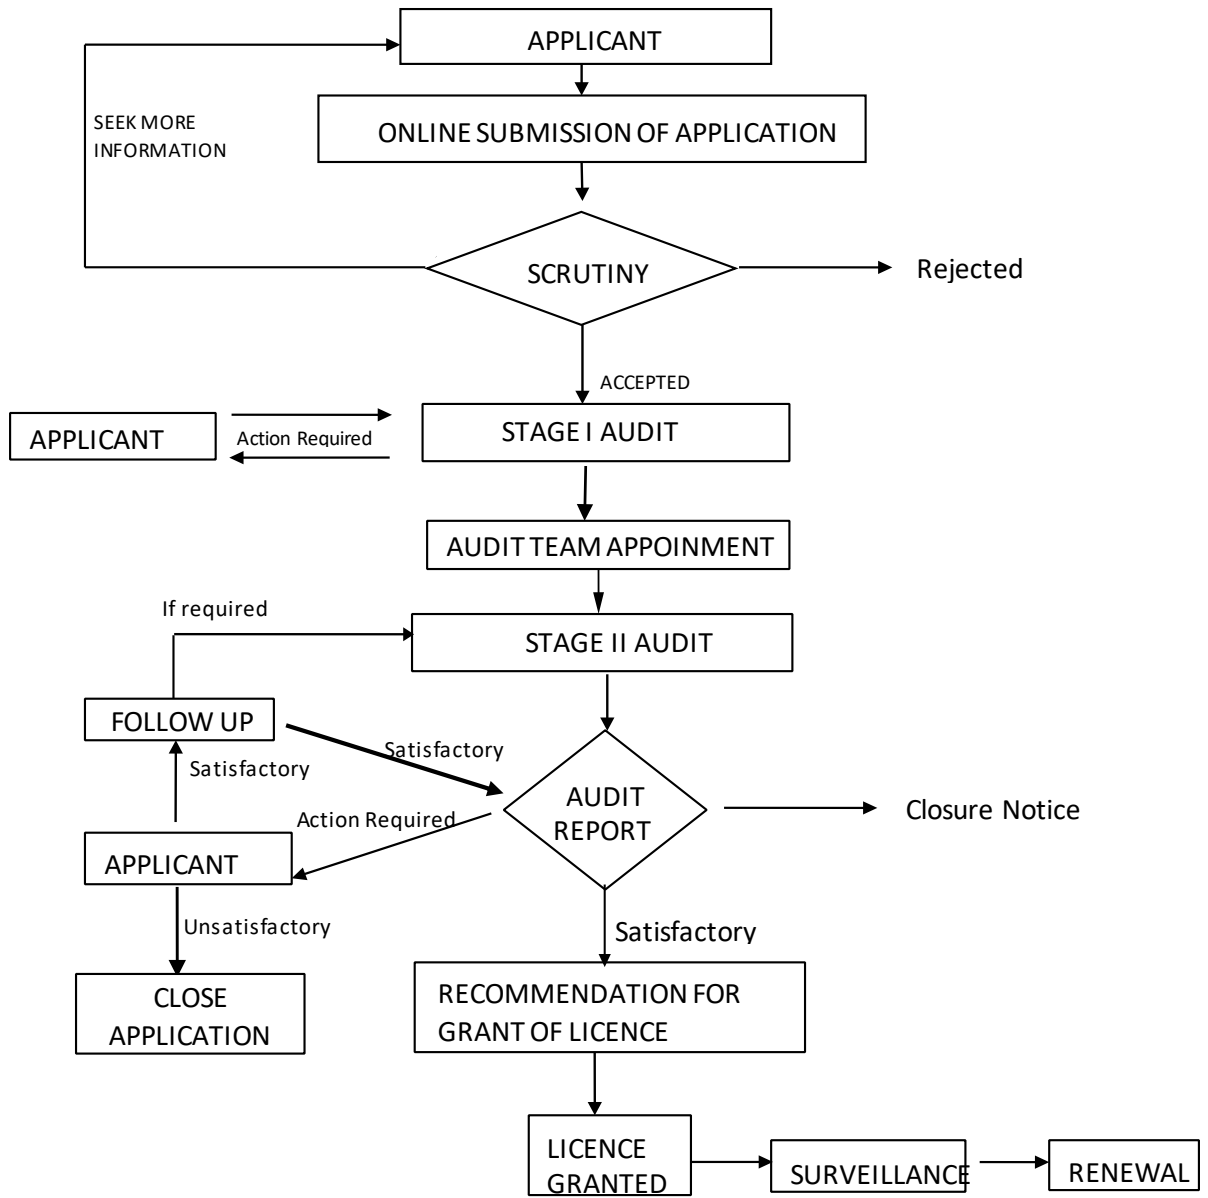 APPLICANT
SEEK MORE
INFORMATION
ONLINE SUBMISSION OF APPLICATION
SCRUTINY
Rejected
ACCEPTED
APPLICANT
Action Required
STAGE I AUDIT
AUDIT TEAM APPOINMENT
If required
STAGE II AUDIT
FOLLOW UP
Satisfactory
Satisfactory
AUDIT
REPORT
Closure Notice
Action Required
APPLICANT
Unsatisfactory
Satisfactory
CLOSE
APPLICATION
RECOMMENDATION FOR
GRANT OF LICENCE
LICENCE
GRANTED
SURVEILLANCE
RENEWAL